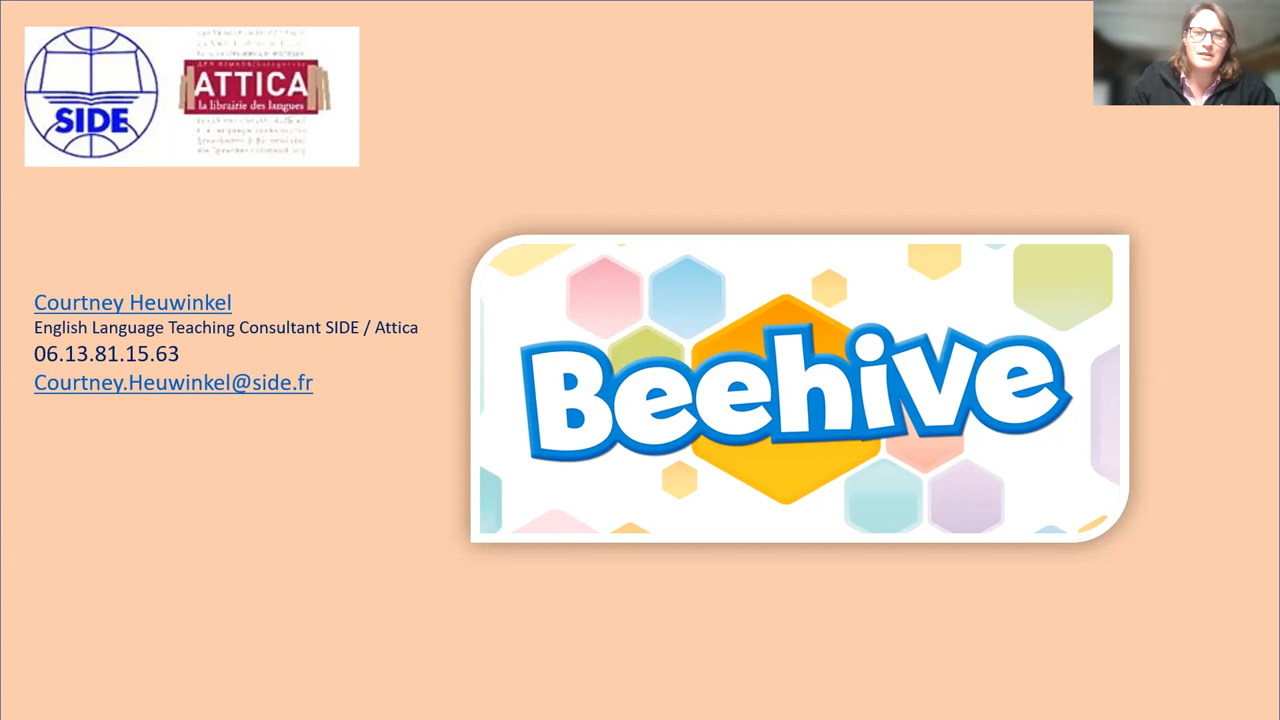 SIDE
ATTICA
la librairie des langues
Courtney Heuwinkel
English Language Teaching Consultant SIDE / Attica
06.13.81.15.63
Courtney.Heuwinkel@side.fr
Beehive